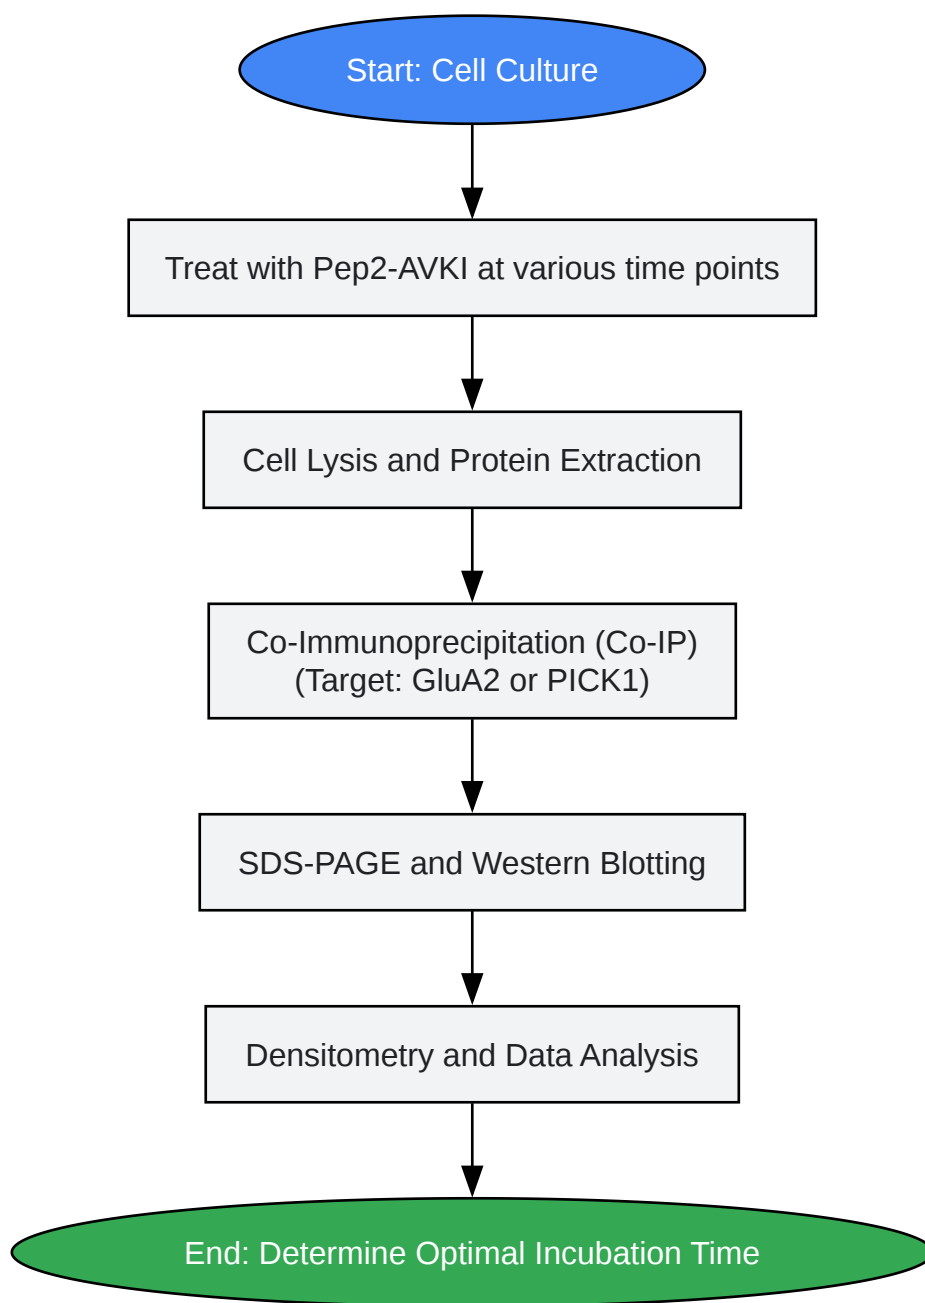 Start: Cell Culture
Treat with Pep2-AVKI at various time points
Cell Lysis and Protein Extraction
Co-Immunoprecipitation (Co-IP)
(Target: GluA2 or PICK1)
SDS-PAGE and Western Blotting
Densitometry and Data Analysis
End: Determine Optimal Incubation Time